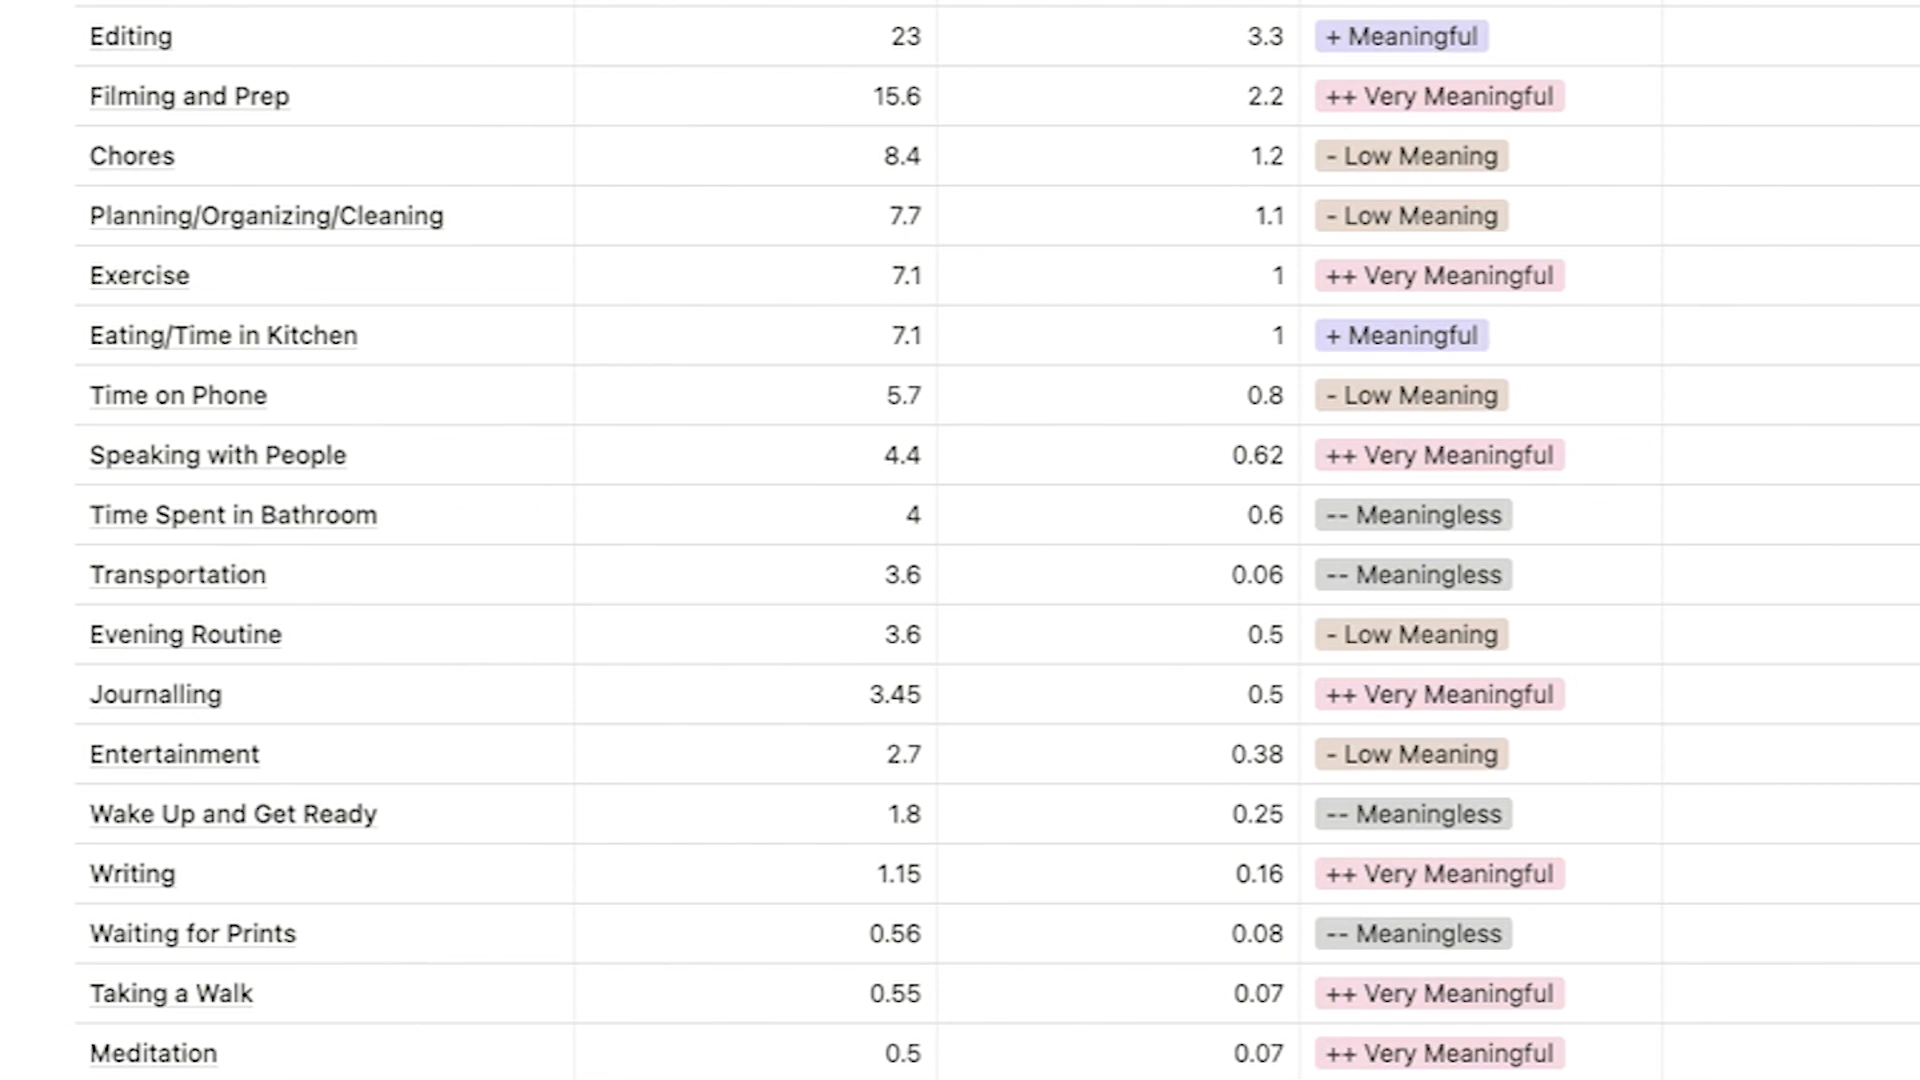 Editing 23 3.3 + Meaningful
Filming and Prep 15.6 2.2 ++ Very Meaningful
Chores 8.4 1.2 - Low Meaning
Planning/Organizing/Cleaning 7.7 1.1 - Low Meaning
Exercise 7.1 1 ++ Very Meaningful
Eating/Time in Kitchen 7.1 1 + Meaningful
Time on Phone 5.7 0.8 - Low Meaning
Speaking with People 4.4 0.62 ++ Very Meaningful
Time Spent in Bathroom 4 0.6 -- Meaningless
Transportation 3.6 0.06 -- Meaningless
Evening Routine 3.6 0.5 - Low Meaning
Journalling 3.45 0.5 ++ Very Meaningful
Entertainment 2.7 0.38 - Low Meaning
Wake Up and Get Ready 1.8 0.25 -- Meaningless
Writing 1.15 0.16 ++ Very Meaningful
Waiting for Prints 0.56 0.08 -- Meaningless
Taking a Walk 0.55 0.07 ++ Very Meaningful
Meditation 0.5 0.07 ++ Very Meaningful